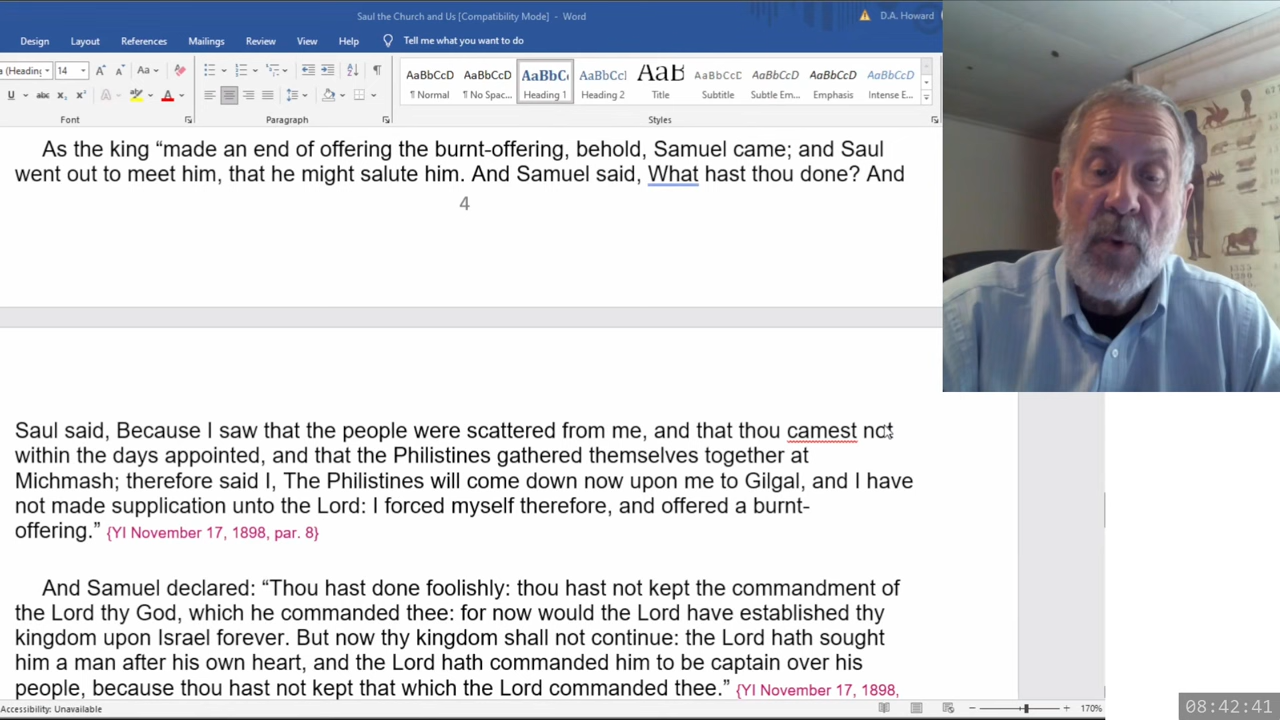 Saul the Church and Us [Compatibility Mode] - Word
D.A. Howard
Design Layout References Mailings Review View Help Tell me what you want to do
(Heading 14 A A Aa
AaBbCcD AaBbCcD AaBbC AaBbCcI AaB AaBbCcD AaBbCcD AaBbCcD AaBbCcD
¶ Normal ¶ No Spac... Heading 1 Heading 2 Title Subtitle Subtle Em... Emphasis Intense E...
Font Paragraph Styles
As the king “made an end of offering the burnt-offering, behold, Samuel came; and Saul
went out to meet him, that he might salute him. And Samuel said, What hast thou done? And
4
Saul said, Because I saw that the people were scattered from me, and that thou camest not
within the days appointed, and that the Philistines gathered themselves together at
Michmash; therefore said I, The Philistines will come down now upon me to Gilgal, and I have
not made supplication unto the Lord: I forced myself therefore, and offered a burnt-
offering.” {YI November 17, 1898, par. 8}
And Samuel declared: “Thou hast done foolishly: thou hast not kept the commandment of
the Lord thy God, which he commanded thee: for now would the Lord have established thy
kingdom upon Israel forever. But now thy kingdom shall not continue: the Lord hath sought
him a man after his own heart, and the Lord hath commanded him to be captain over his
people, because thou hast not kept that which the Lord commanded thee.” {YI November 17, 1898,
Accessibility: Unavailable
170%
08:42:41